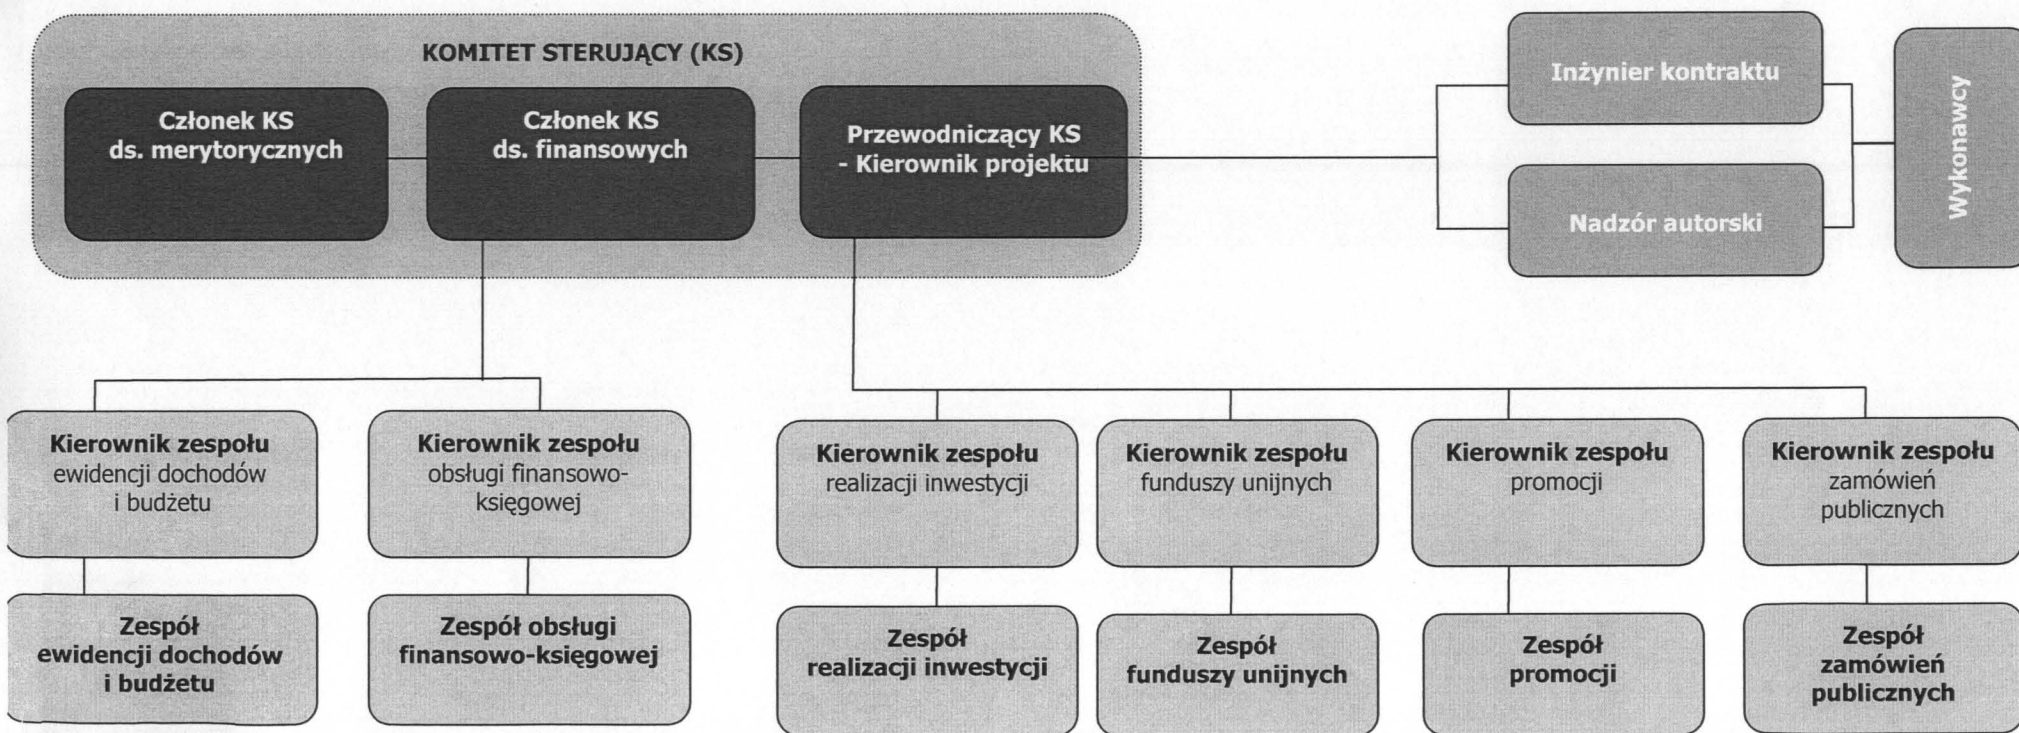 KOMITET STERUJĄCY (KS)
Członek KS
ds. merytorycznych
Członek KS
ds. finansowych
Przewodniczący KS
- Kierownik projektu
Inżynier kontraktu
Nadzór autorski
Wykonawcy
Kierownik zespołu
ewidencji dochodów
i budżetu
Kierownik zespołu
obsługi finansowo-
księgowej
Kierownik zespołu
realizacji inwestycji
Kierownik zespołu
funduszy unijnych
Kierownik zespołu
promocji
Kierownik zespołu
zamówień
publicznych
Zespół
ewidencji dochodów
i budżetu
Zespół obsługi
finansowo-księgowej
Zespół
realizacji inwestycji
Zespół
funduszy unijnych
Zespół
promocji
Zespół
zamówień
publicznych